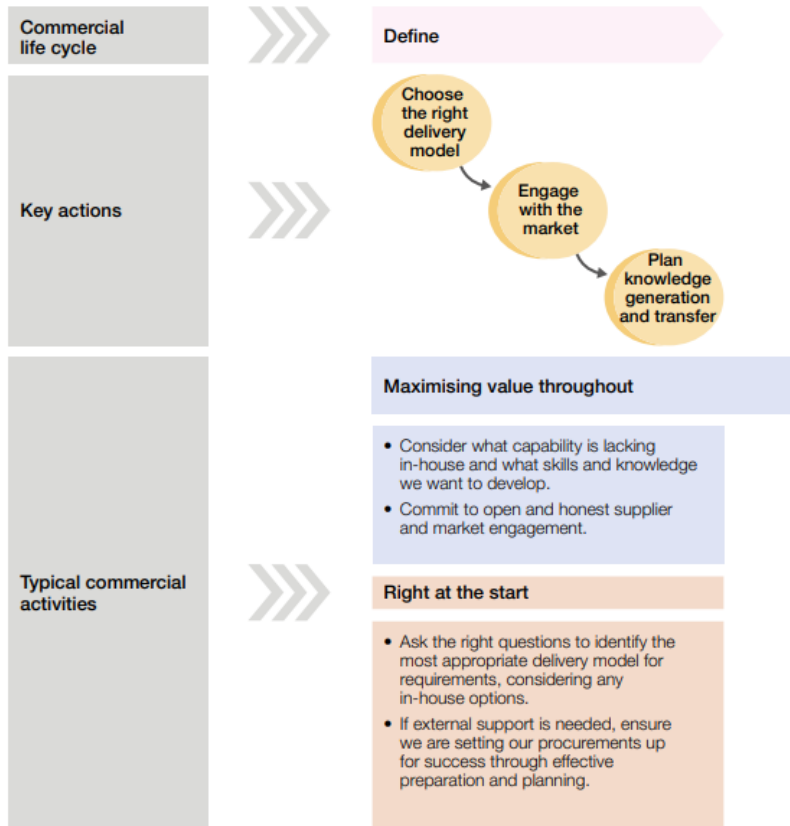 Commercial
life cycle
Define
Key actions
Choose
the right
delivery
model
Engage
with the
market
Plan
knowledge
generation
and transfer
Typical commercial
activities
Maximising value throughout
• Consider what capability is lacking
in-house and what skills and knowledge
we want to develop.
• Commit to open and honest supplier
and market engagement.
Right at the start
• Ask the right questions to identify the
most appropriate delivery model for
requirements, considering any
in-house options.
• If external support is needed, ensure
we are setting our procurements up
for success through effective
preparation and planning.